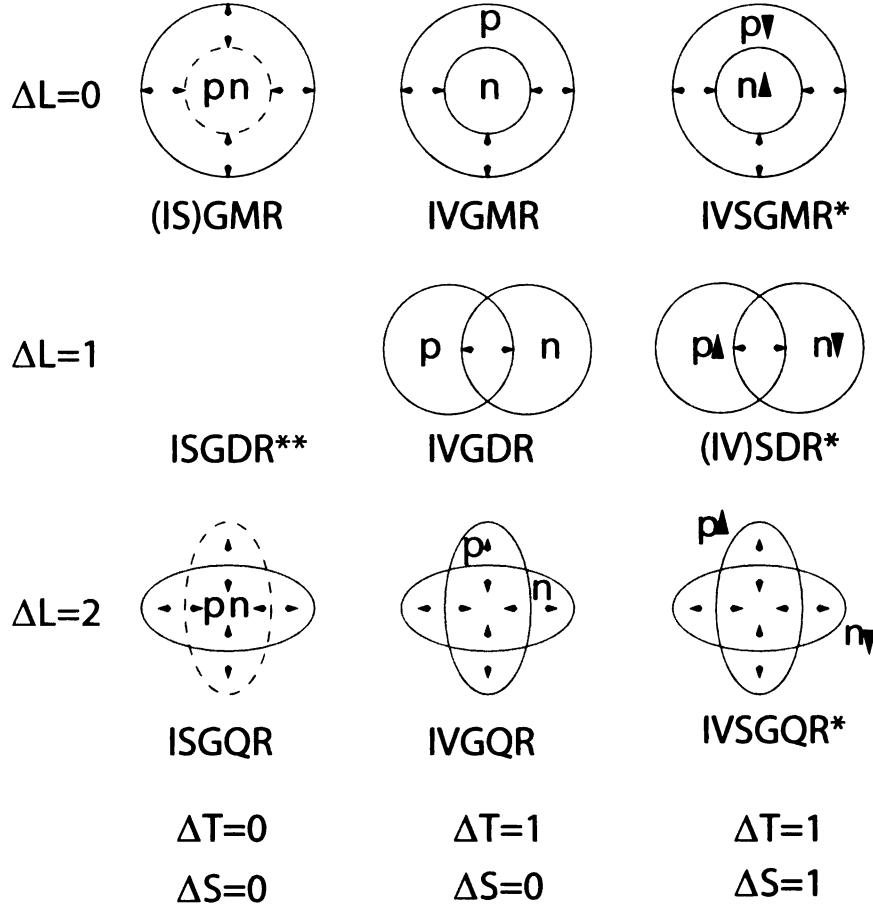 p p▼
ΔL=0 pn n n▲
(IS)GMR IVGMR IVSGMR*
ΔL=1 p n p▲ n▼
ISGDR** IVGDR (IV)SDR*
p▲
p
ΔL=2 pn n
n▼
ISGQR IVGQR IVSGQR*
ΔT=0 ΔT=1 ΔT=1
ΔS=0 ΔS=0 ΔS=1